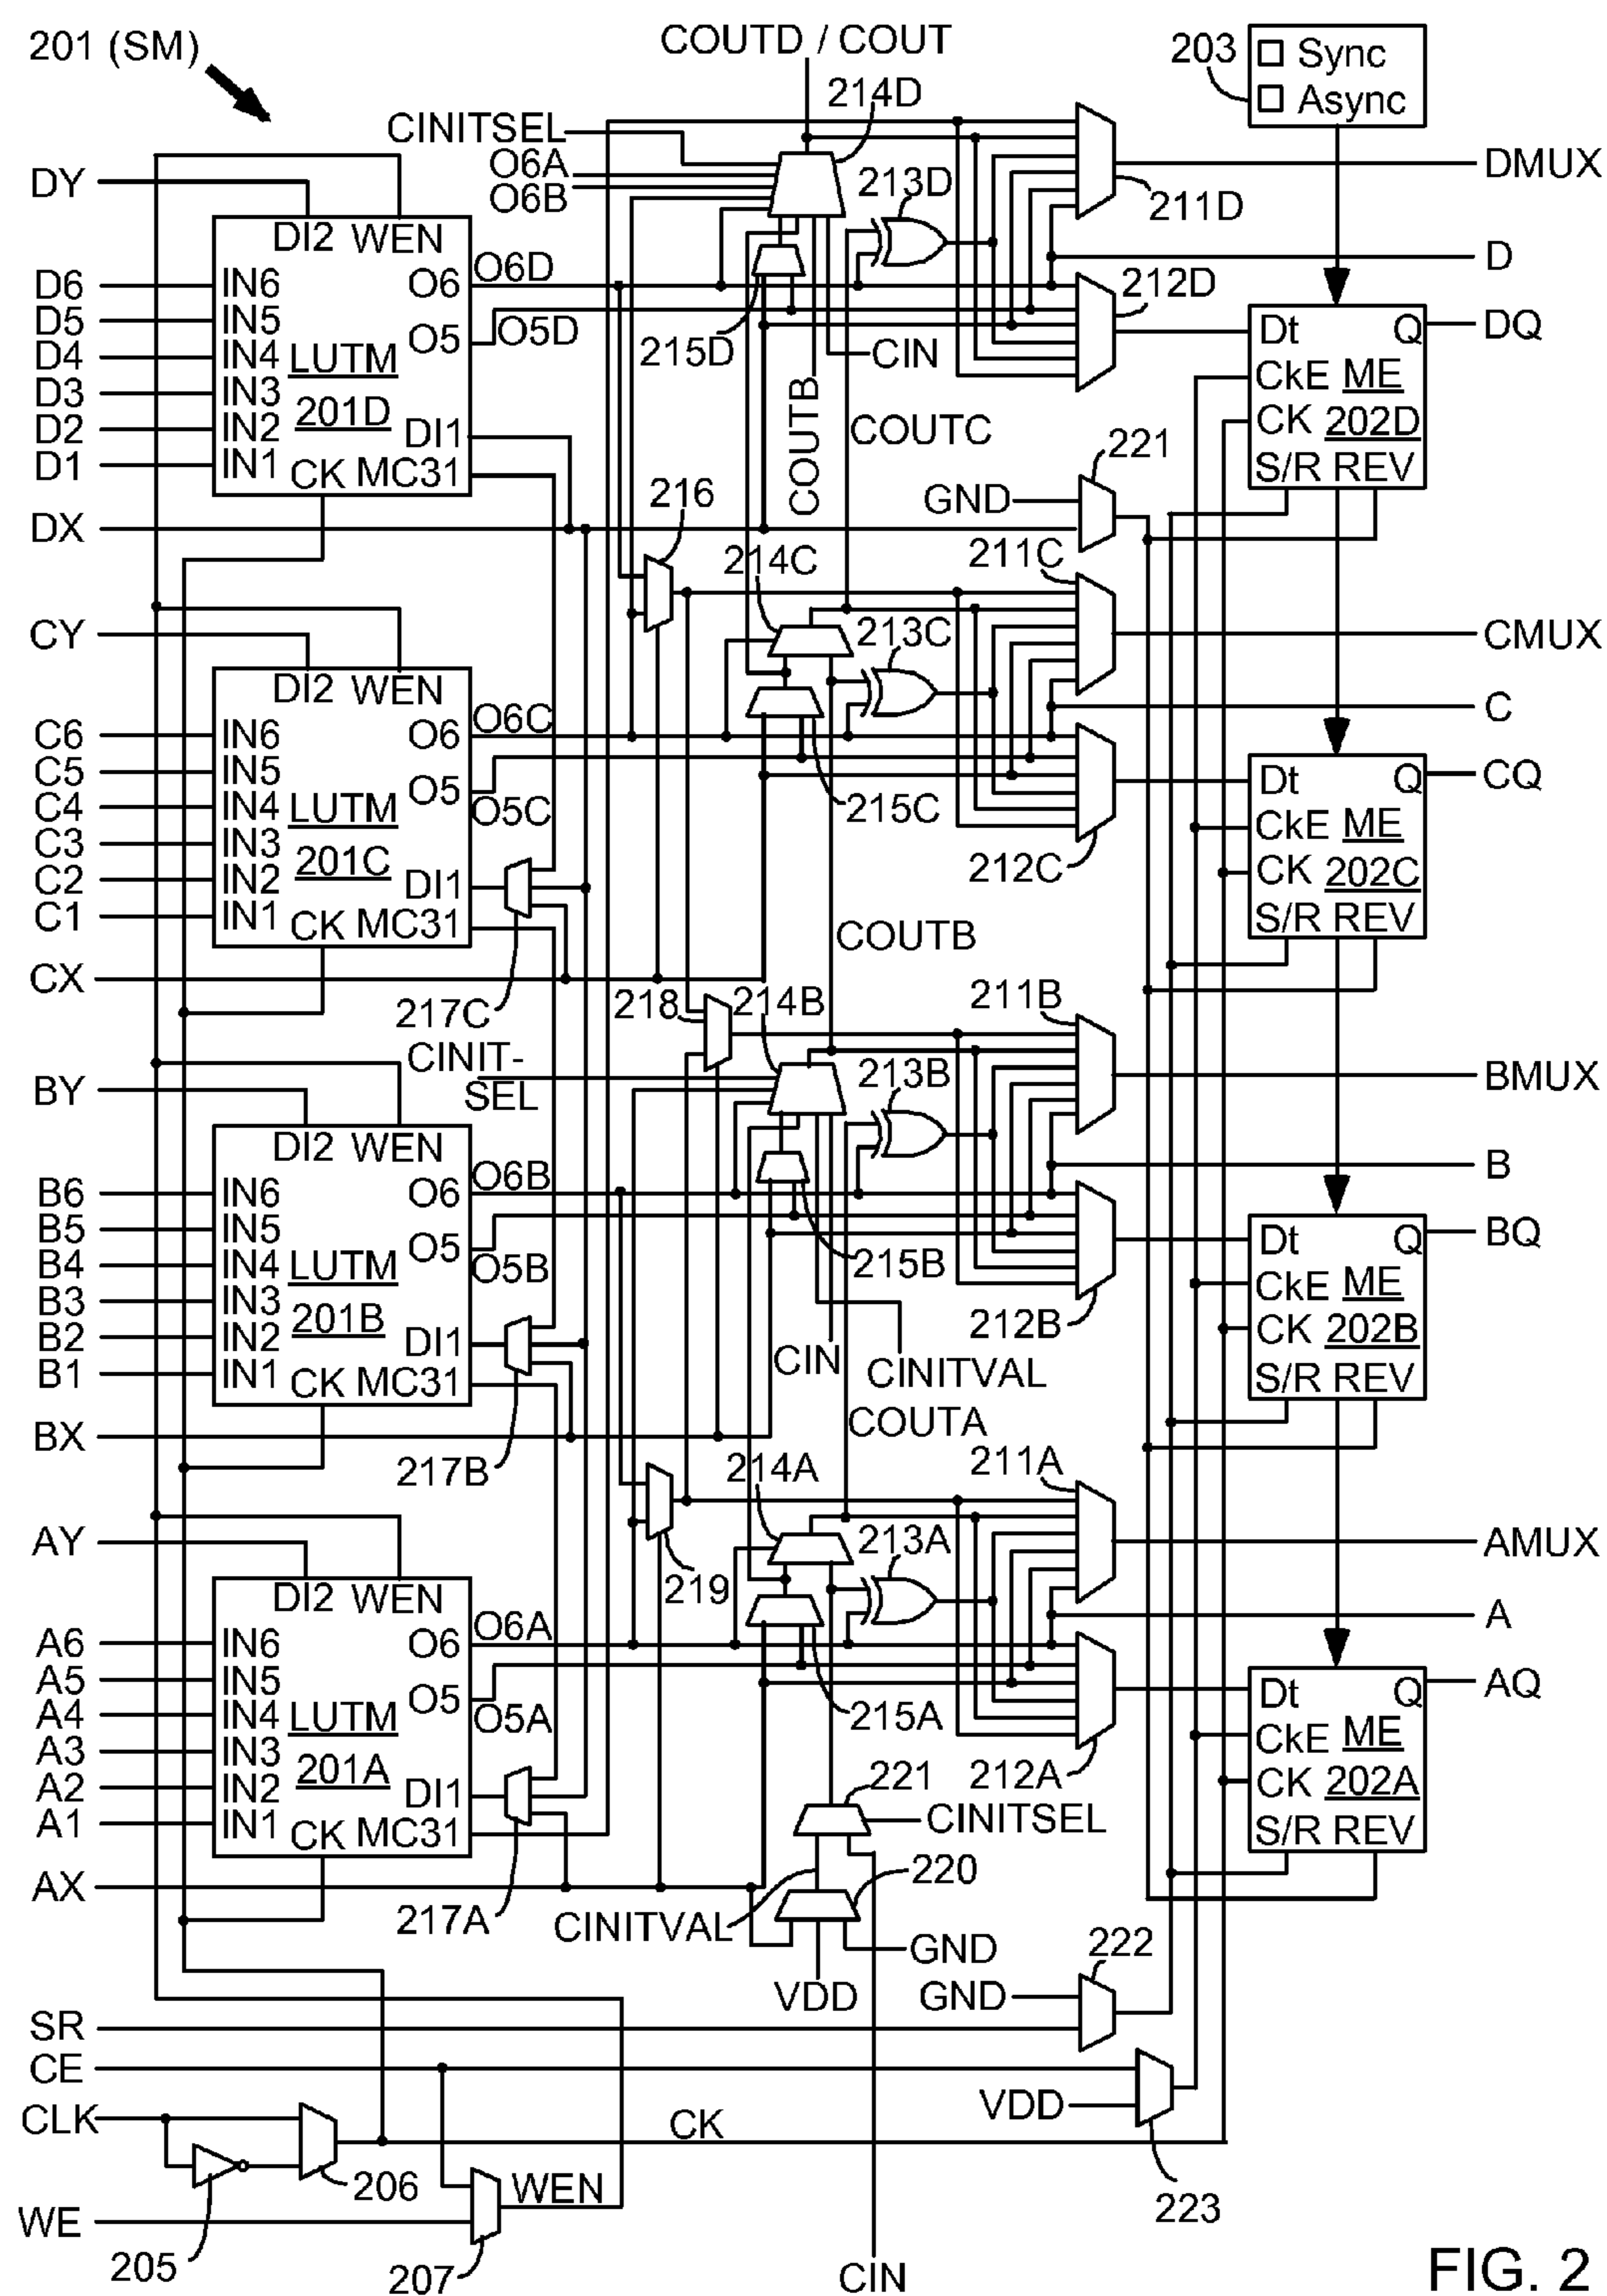 201 (SM)
COUTD / COUT
203
Sync
Async
214D
CINITSEL
O6A
O6B
213D
DMUX
211D
DY
DI2 WEN
D
D6 IN6 O6 O6D
212D
D5 IN5
O5 O5D
DQ
D4 IN4 LUTM
215D
CIN
Dt Q
D3 IN3
201D
CkE ME
D2 IN2
DI1
COUTB
COUTC
CK 202D
D1 IN1 CK MC31
S/R REV
221
216
GND
DX
211C
214C
213C
CY
CMUX
DI2 WEN
O6C
C
C6 IN6 O6
C5 IN5
O5
CQ
Dt Q
C4 IN4 LUTM
O5C
215C
CkE ME
C3 IN3
201C
212C
C2 IN2
DI1
CK 202C
C1 IN1 CK MC31
S/R REV
COUTB
CX
217C
218
214B
211B
CINIT-
SEL
213B
BMUX
BY
DI2 WEN
O6B
B
B6 IN6 O6
B5 IN5
O5
BQ
Dt Q
B4 IN4 LUTM
O5B
215B
CkE ME
B3 IN3
201B
212B
B2 IN2
DI1
CK 202B
B1 IN1 CK MC31
CIN
CINITVAL
S/R REV
COUTA
BX
217B
214A
211A
213A
AMUX
AY
219
DI2 WEN
O6A
A
A6 IN6 O6
A5 IN5
O5
AQ
Dt Q
A4 IN4 LUTM
O5A
215A
CkE ME
A3 IN3
201A
212A
A2 IN2
DI1
221
CK 202A
A1 IN1 CK MC31
CINITSEL
S/R REV
220
AX
217A
CINITVAL
GND
222
VDD
GND
SR
CE
VDD
CLK
CK
206
WEN
223
WE
205
207
CIN
FIG. 2